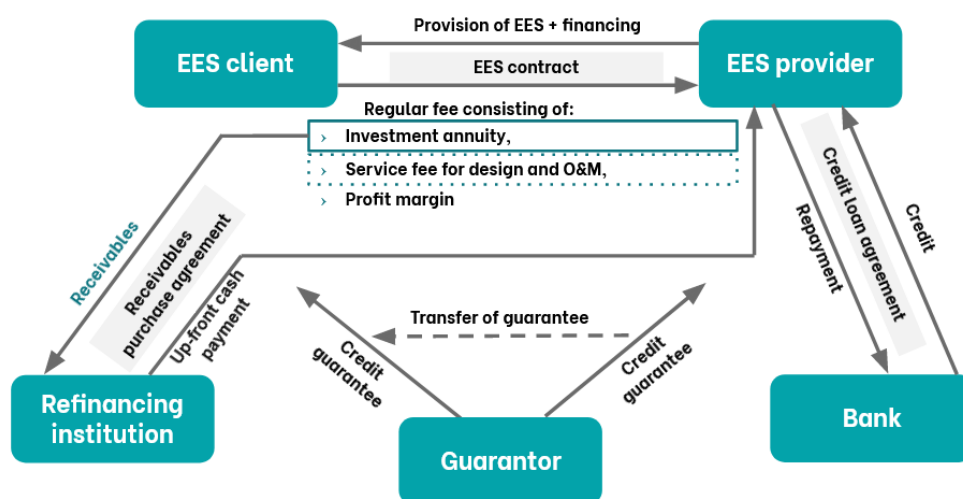 Provision of EES + financing
EES client
EES provider
EES contract
Regular fee consisting of:
› Investment annuity,
› Service fee for design and O&M,
› Profit margin
Receivables
Receivables
purchase agreement
Up-front cash
payment
Repayment
Credit loan agreement
Credit
Transfer of guarantee
Credit
guarantee
Credit
guarantee
Refinancing
institution
Guarantor
Bank